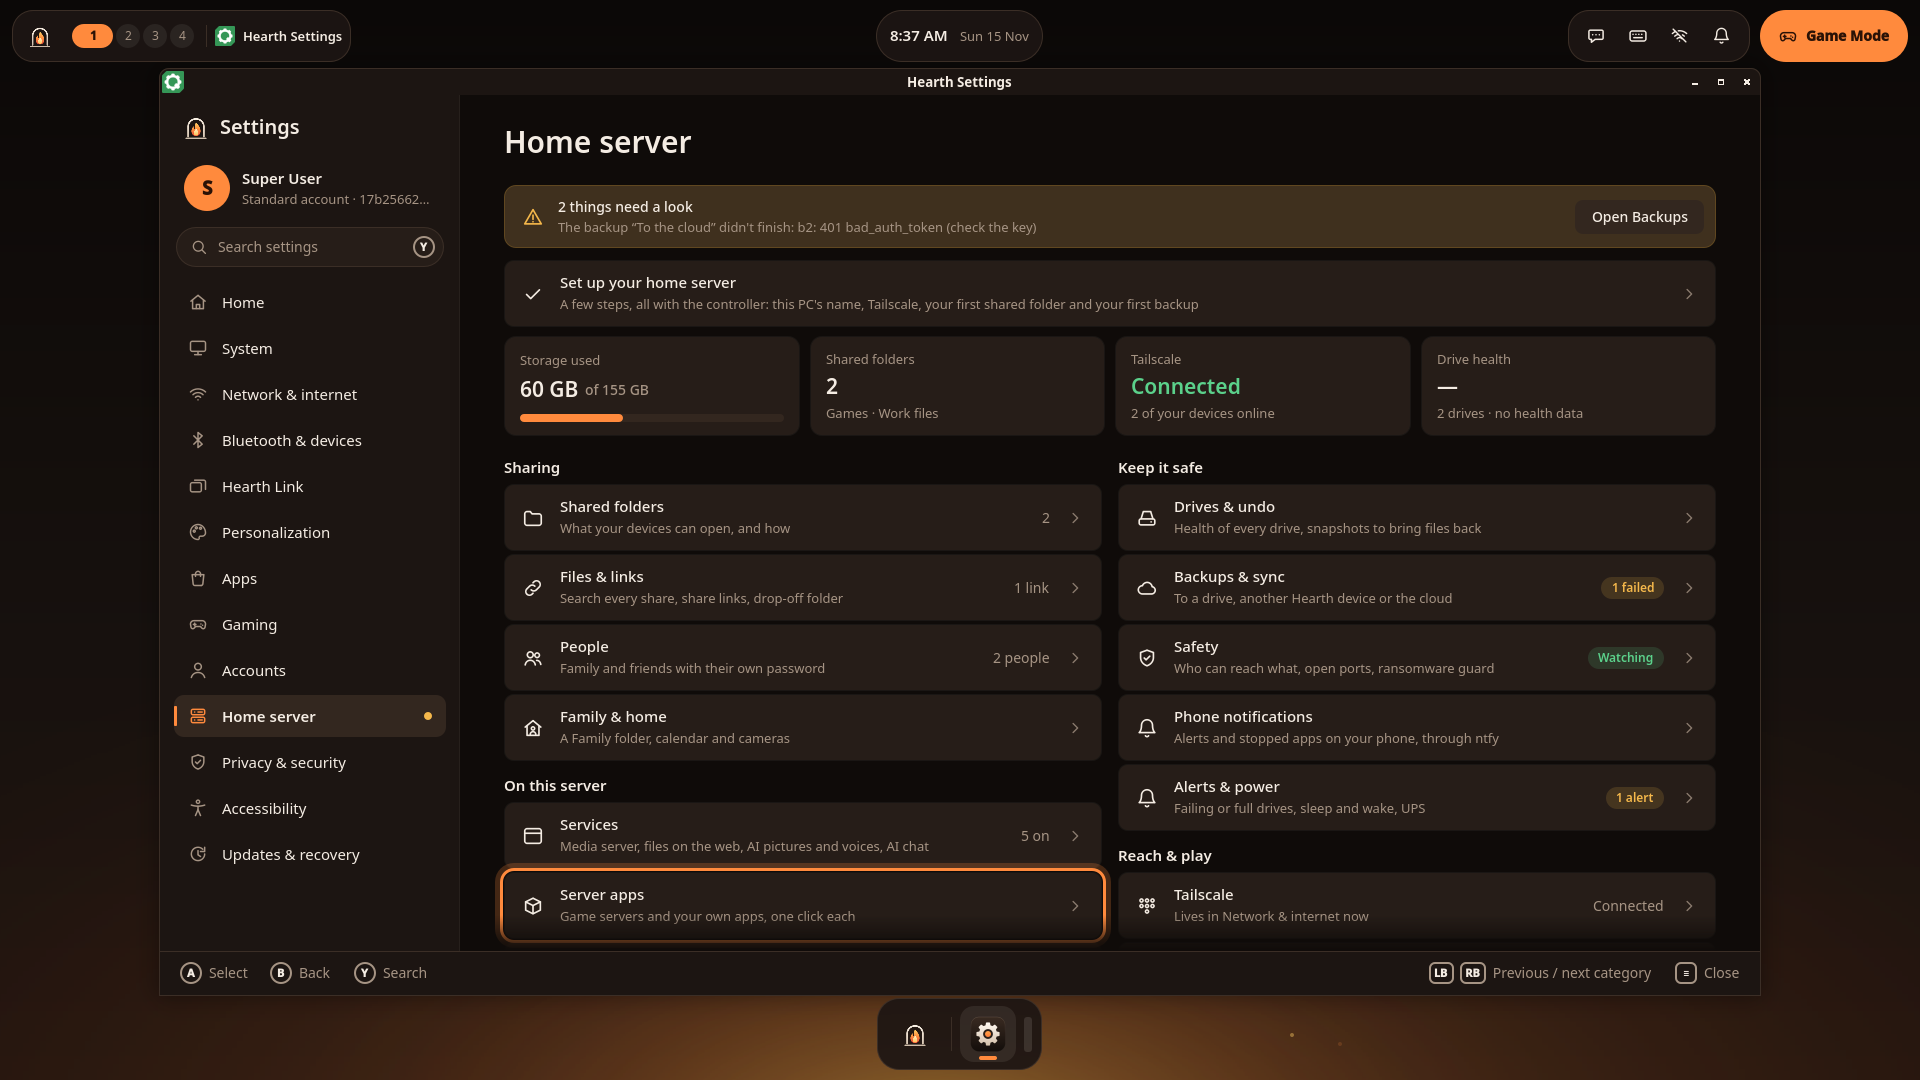 1 2 3 4 Hearth Settings
8:37 AM Sun 15 Nov
Game Mode
Hearth Settings
Settings
S
Super User
Standard account · 17b25662...
Search settings Y
Home
System
Network & internet
Bluetooth & devices
Hearth Link
Personalization
Apps
Gaming
Accounts
Home server
Privacy & security
Accessibility
Updates & recovery
Home server
2 things need a look
The backup “To the cloud” didn't finish: b2: 401 bad_auth_token (check the key)
Open Backups
Set up your home server
A few steps, all with the controller: this PC's name, Tailscale, your first shared folder and your first backup
Storage used
60 GB of 155 GB
Shared folders
2
Games · Work files
Tailscale
Connected
2 of your devices online
Drive health
—
2 drives · no health data
Sharing
Shared folders
What your devices can open, and how
2
Files & links
Search every share, share links, drop-off folder
1 link
People
Family and friends with their own password
2 people
Family & home
A Family folder, calendar and cameras
On this server
Services
Media server, files on the web, AI pictures and voices, AI chat
5 on
Server apps
Game servers and your own apps, one click each
Keep it safe
Drives & undo
Health of every drive, snapshots to bring files back
Backups & sync
To a drive, another Hearth device or the cloud
1 failed
Safety
Who can reach what, open ports, ransomware guard
Watching
Phone notifications
Alerts and stopped apps on your phone, through ntfy
Alerts & power
Failing or full drives, sleep and wake, UPS
1 alert
Reach & play
Tailscale
Lives in Network & internet now
Connected
A Select B Back Y Search
LB RB Previous / next category ≡ Close